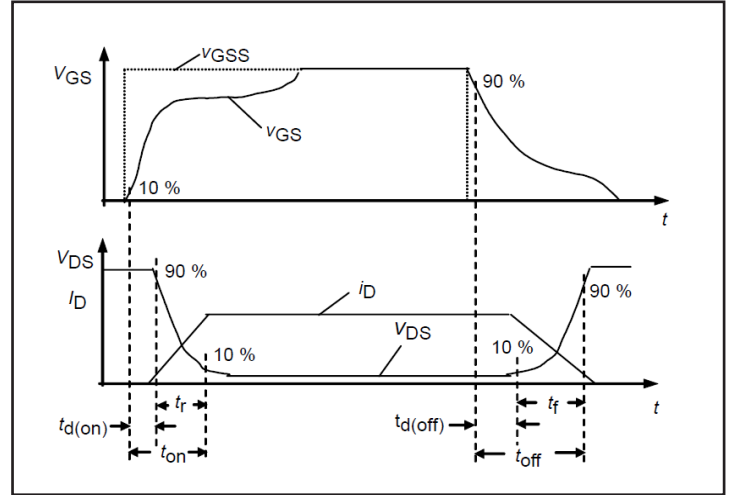 vGSS
VGS
90 %
vGS
10 %
t
VDS
90 %
iD
ID
90 %
vDS
10 %
10 %
tr
tf
t
td(on)
td(off)
ton
toff